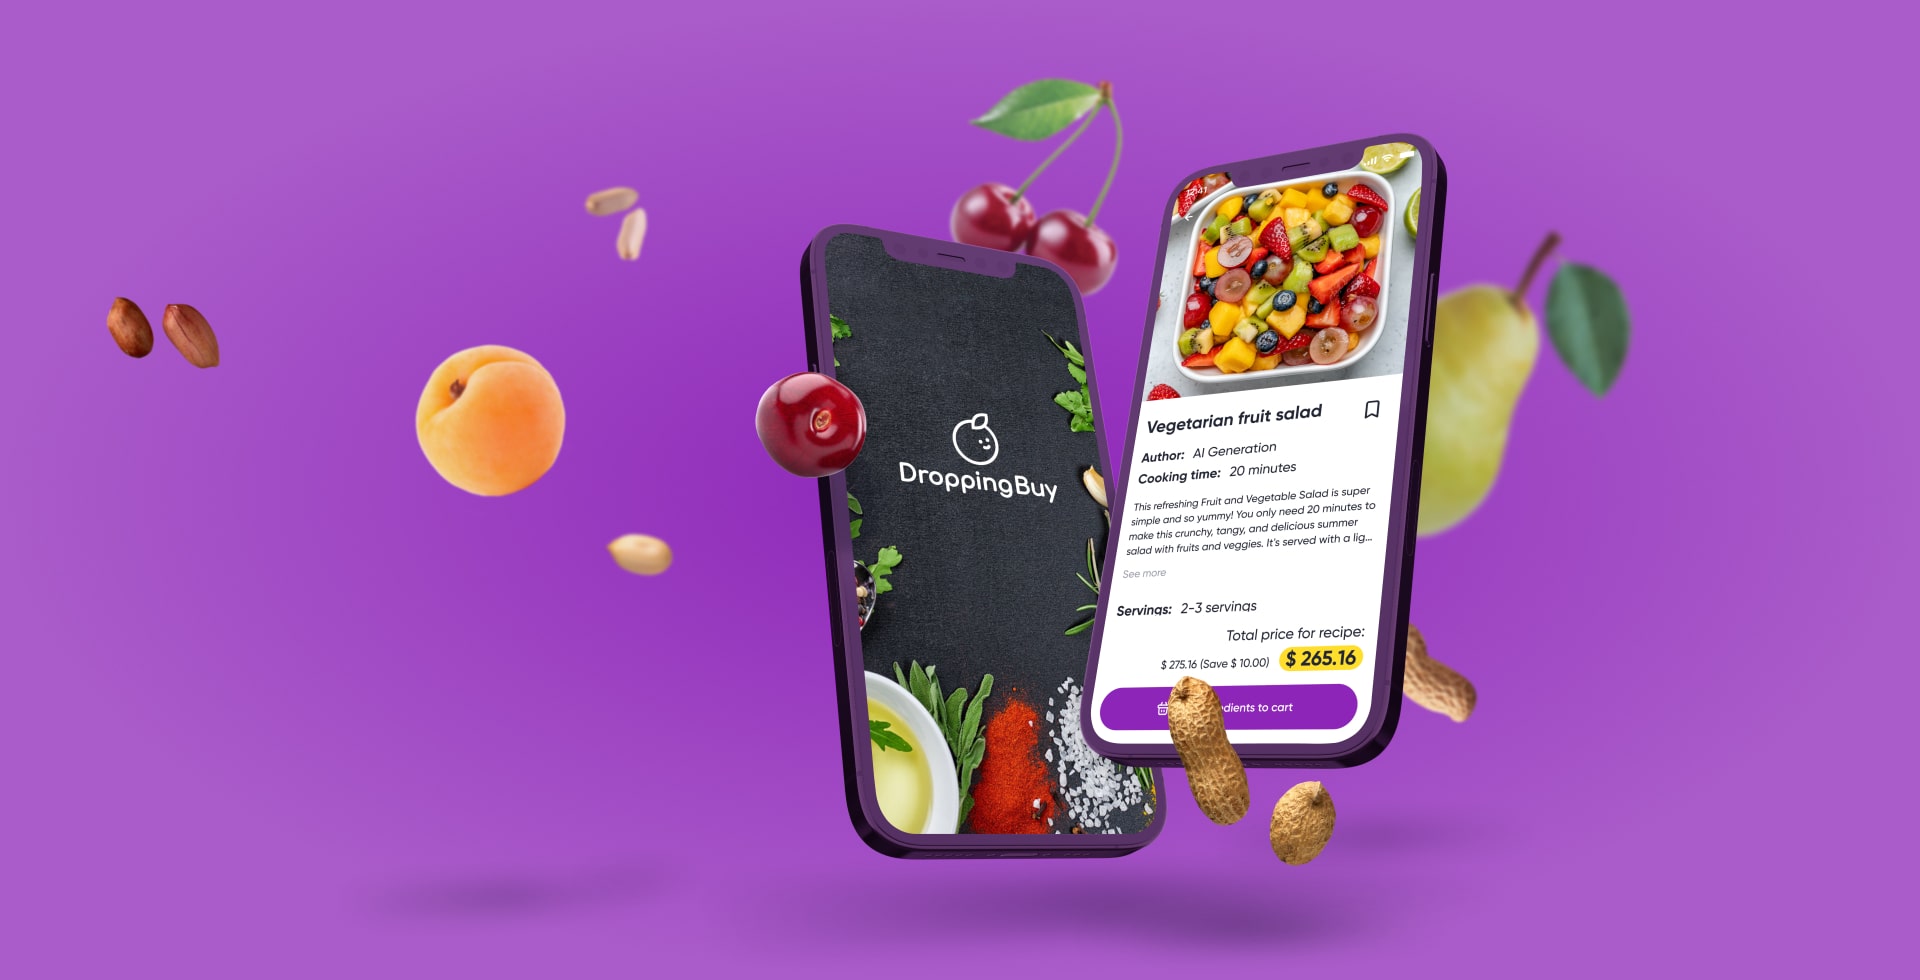 DroppingBuy
12:41
Vegetarian fruit salad
Author: AI Generation
Cooking time: 20 minutes
This refreshing Fruit and Vegetable Salad is super
simple and so yummy! You only need 20 minutes to
make this crunchy, tangy, and delicious summer
salad with fruits and veggies. It's served with a lig...
See more
Servings: 2-3 servings
Total price for recipe:
$ 275.16 (Save $ 10.00) $ 265.16
to cart